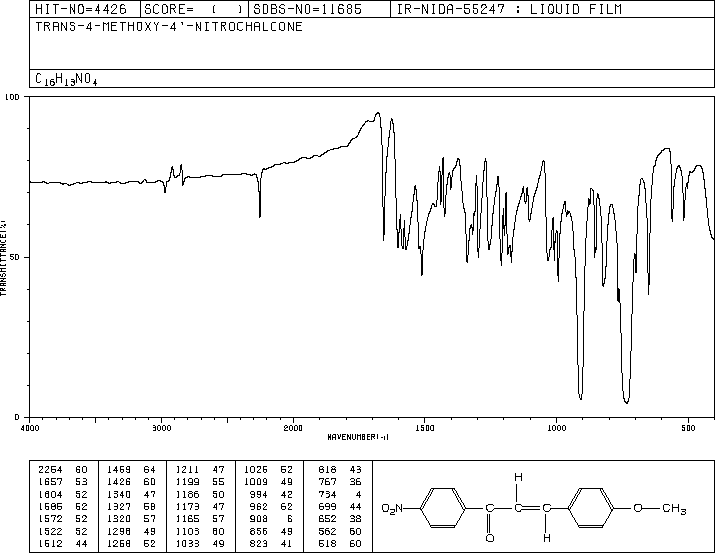 HIT-NO=4426 SCORE= ( ) SDBS-NO=11685 IR-NIDA-55247 : LIQUID FILM
TRANS-4-METHOXY-4'-NITROCHALCONE
C16H13NO4
100
50
0
TRANSMITTANCE(%)
4000 3000 2000 1500 1000 500
WAVENUMBER(-1)
2254 60 1459 64 1211 47 1025 52 818 43
1657 53 1426 60 1199 55 1009 49 767 36
1604 52 1340 47 1186 50 994 42 734 4
1585 52 1327 58 1179 47 962 62 699 44
1572 52 1320 57 1165 57 908 6 652 38
1522 52 1298 49 1103 60 856 49 562 60
1512 44 1258 52 1033 49 823 41 518 60
H
O2N C C C O CH3
O H